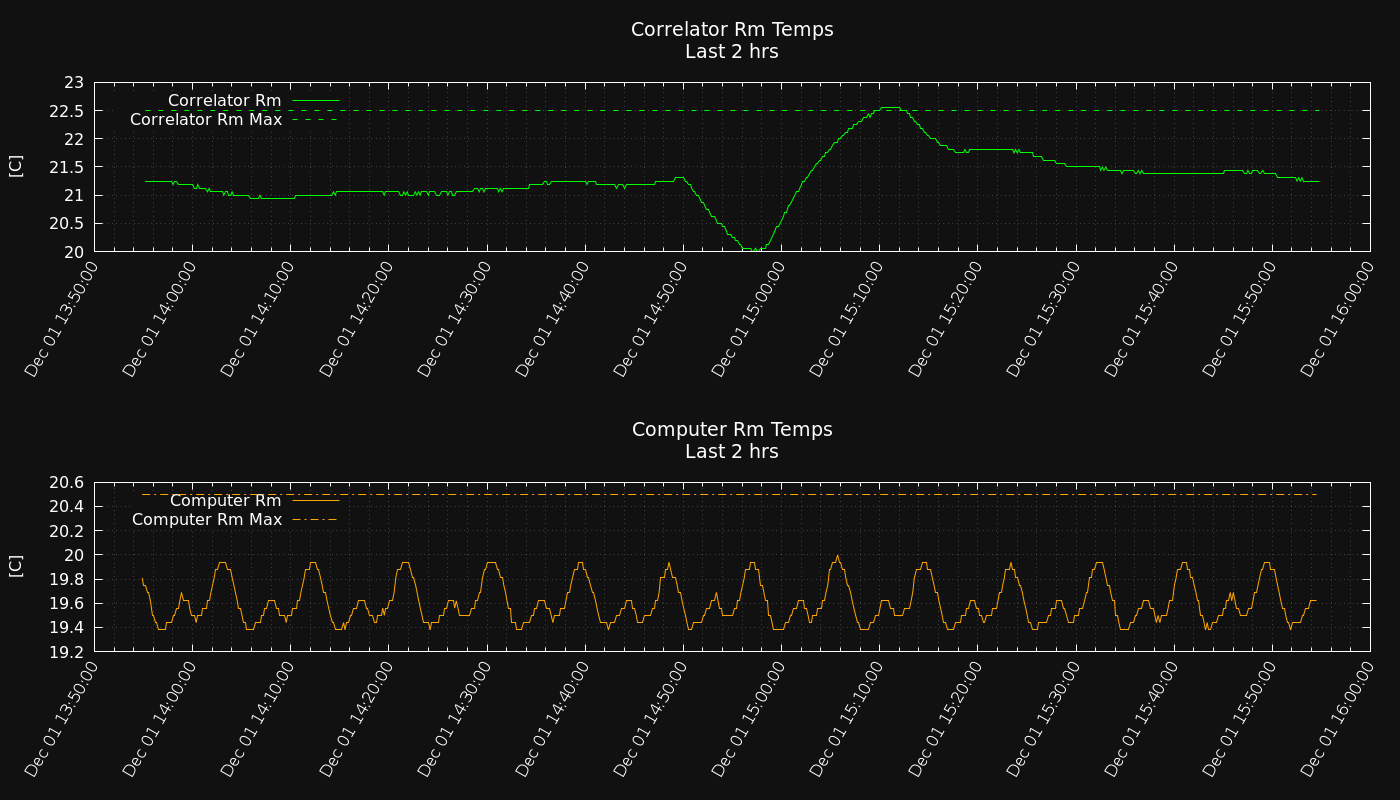 Correlator Rm Temps
Last 2 hrs
23
22.5
22
21.5
21
20.5
20
[C]
Correlator Rm
Correlator Rm Max
Dec 01 13:50:00
Dec 01 14:00:00
Dec 01 14:10:00
Dec 01 14:20:00
Dec 01 14:30:00
Dec 01 14:40:00
Dec 01 14:50:00
Dec 01 15:00:00
Dec 01 15:10:00
Dec 01 15:20:00
Dec 01 15:30:00
Dec 01 15:40:00
Dec 01 15:50:00
Dec 01 16:00:00
Computer Rm Temps
Last 2 hrs
20.6
20.4
20.2
20
19.8
19.6
19.4
19.2
[C]
Computer Rm
Computer Rm Max
Dec 01 13:50:00
Dec 01 14:00:00
Dec 01 14:10:00
Dec 01 14:20:00
Dec 01 14:30:00
Dec 01 14:40:00
Dec 01 14:50:00
Dec 01 15:00:00
Dec 01 15:10:00
Dec 01 15:20:00
Dec 01 15:30:00
Dec 01 15:40:00
Dec 01 15:50:00
Dec 01 16:00:00